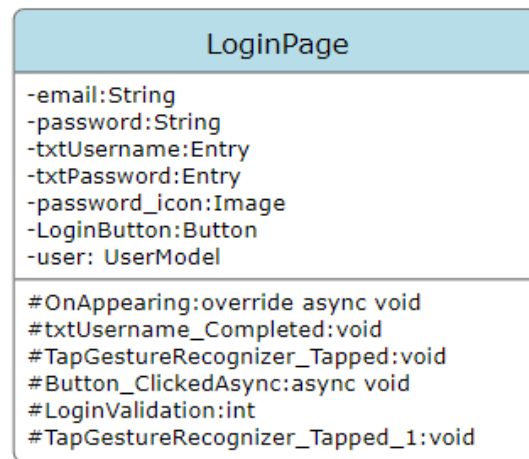 LoginPage
-email:String
-password:String
-txtUsername:Entry
-txtPassword:Entry
-password_icon:Image
-LoginButton:Button
-user: UserModel
#OnAppearing:override async void
#txtUsername_Completed:void
#TapGestureRecognizer_Tapped:void
#Button_ClickedAsync:async void
#LoginValidation:int
#TapGestureRecognizer_Tapped_1:void